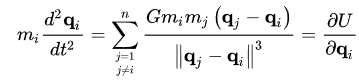 $m_i \frac{d^2 \mathbf{q}_i}{dt^2} = \sum_{\substack{j=1 \\ j \neq i}}^{n} \frac{G m_i m_j \left(\mathbf{q}_j - \mathbf{q}_i\right)}{\left\| \mathbf{q}_j - \mathbf{q}_i \right\|^3} = \frac{\partial U}{\partial \mathbf{q}_i}$